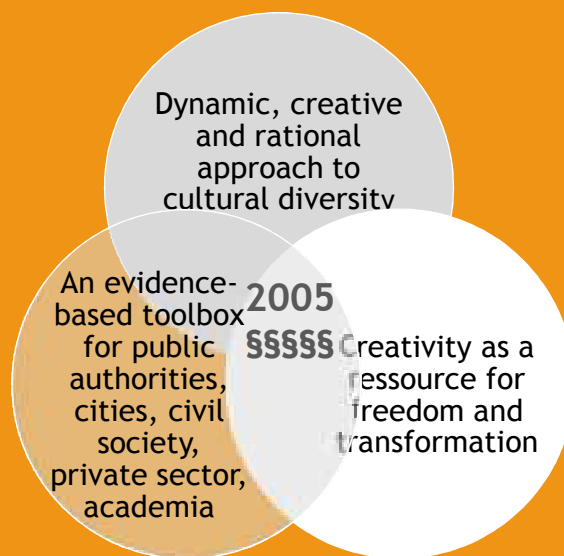 Dynamic, creative
and rational
approach to
cultural diversity
An evidence-
based toolbox
for public
authorities,
cities, civil
society,
private sector,
academia
2005
§§§§§
Creativity as a
ressource for
freedom and
transformation